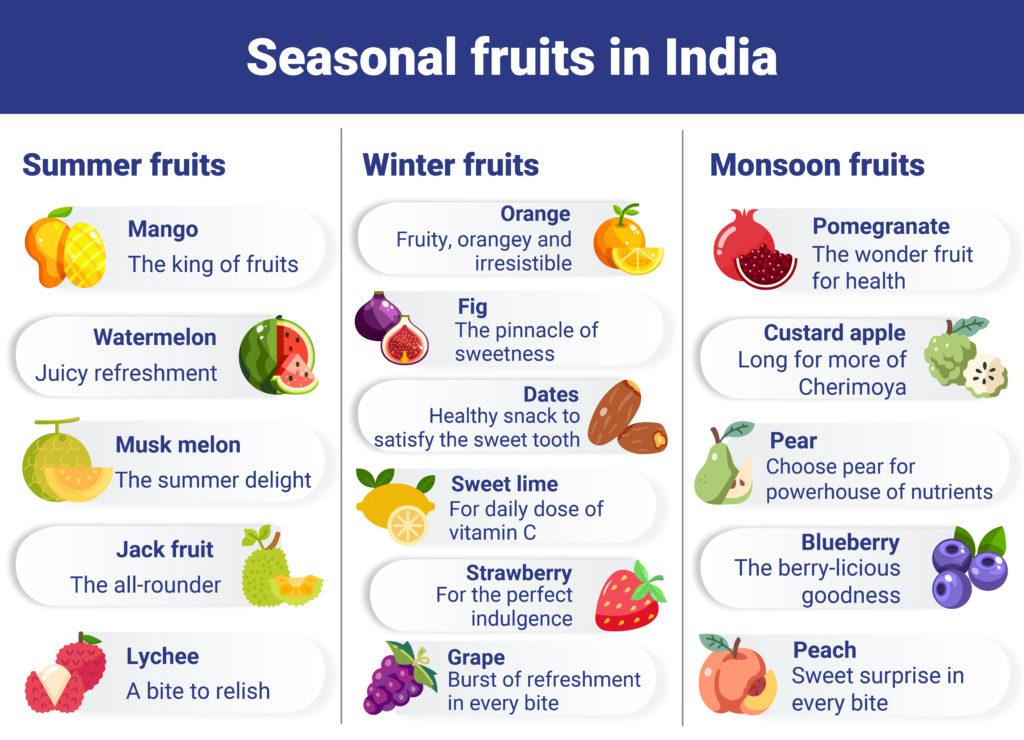 Seasonal fruits in India
Summer fruits
Mango
The king of fruits
Watermelon
Juicy refreshment
Musk melon
The summer delight
Jack fruit
The all-rounder
Lychee
A bite to relish
Winter fruits
Orange
Fruity, orangey and
irresistible
Fig
The pinnacle of
sweetness
Dates
Healthy snack to
satisfy the sweet tooth
Sweet lime
For daily dose of
vitamin C
Strawberry
For the perfect
indulgence
Grape
Burst of refreshment
in every bite
Monsoon fruits
Pomegranate
The wonder fruit
for health
Custard apple
Long for more of
Cherimoya
Pear
Choose pear for
powerhouse of nutrients
Blueberry
The berry-licious
goodness
Peach
Sweet surprise in
every bite